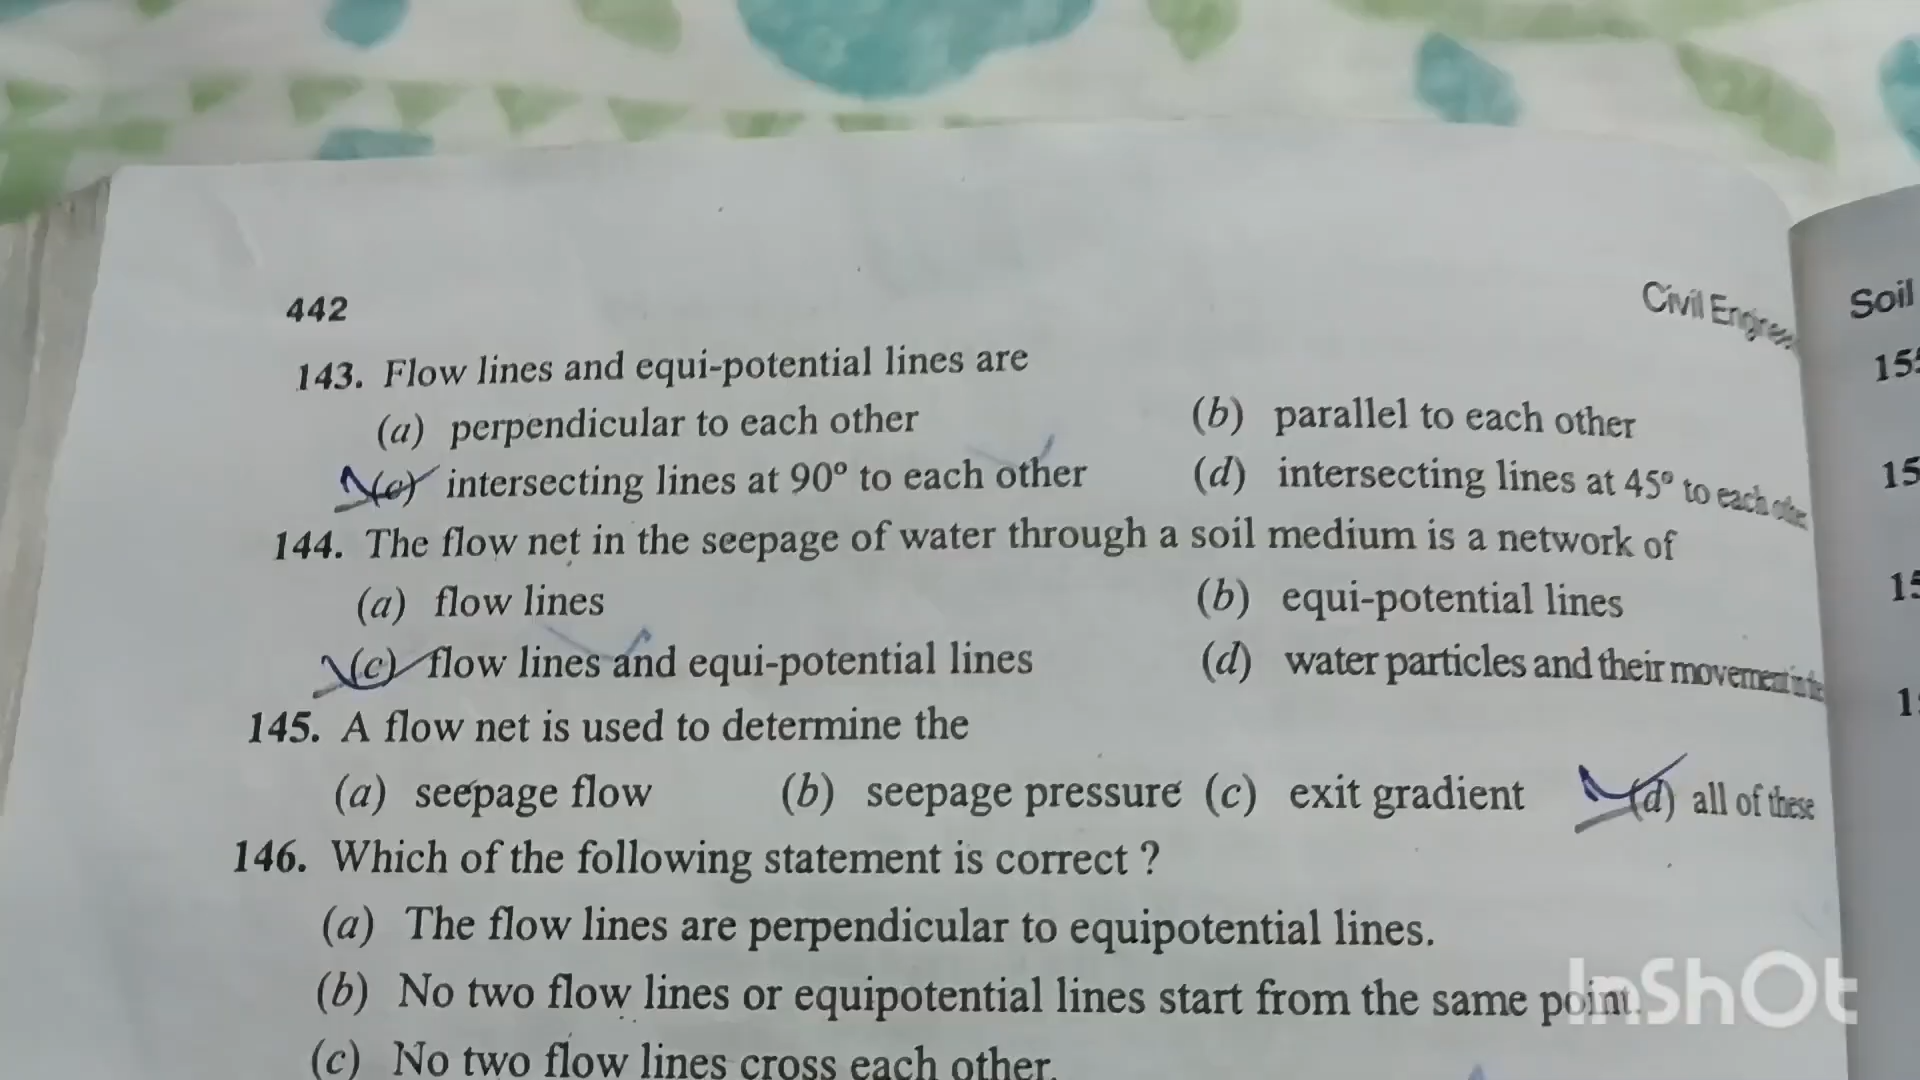 442
Civil Engineer
Soil
143. Flow lines and equi-potential lines are
(a) perpendicular to each other
(b) parallel to each other
(c) intersecting lines at 90° to each other
(d) intersecting lines at 45° to each other
144. The flow net in the seepage of water through a soil medium is a network of
(a) flow lines
(b) equi-potential lines
(c) flow lines and equi-potential lines
(d) water particles and their movement in the
145. A flow net is used to determine the
(a) seepage flow (b) seepage pressure (c) exit gradient (d) all of these
146. Which of the following statement is correct ?
(a) The flow lines are perpendicular to equipotential lines.
(b) No two flow lines or equipotential lines start from the same point.
(c) No two flow lines cross each other.
InShOt